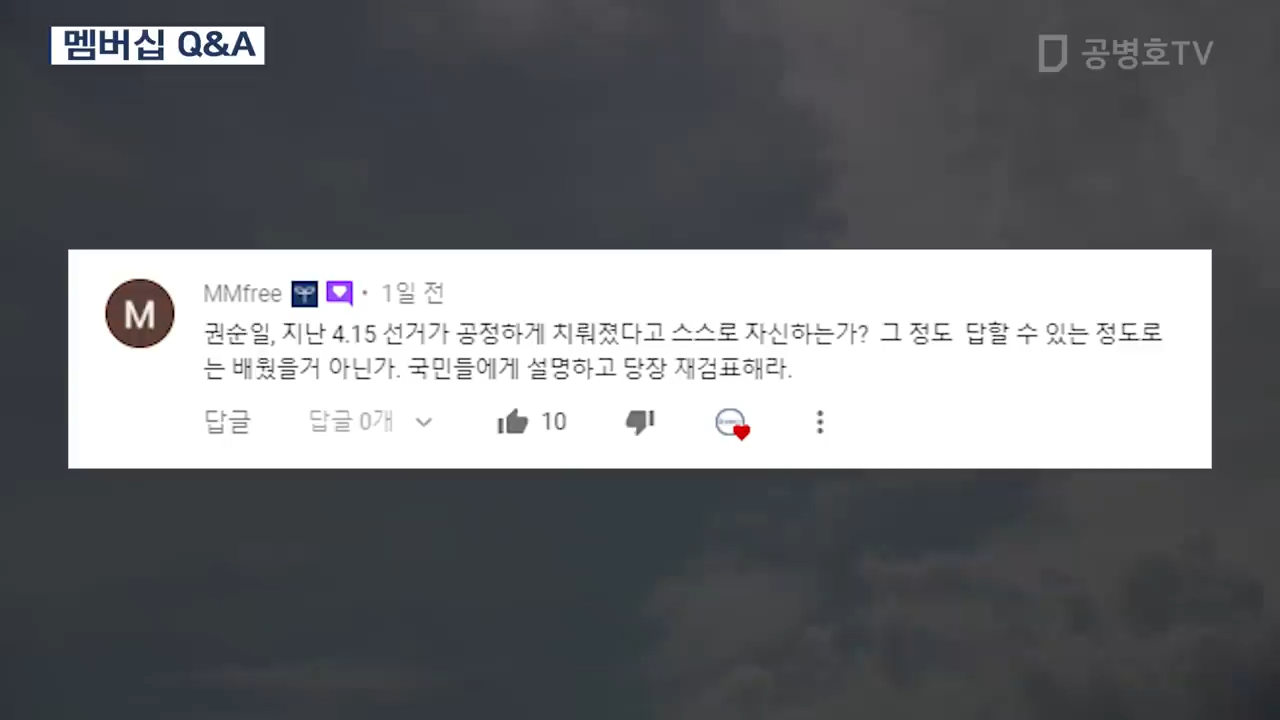 멤버십 Q&A
공병호TV
M
MMfree · 1일 전
권순일, 지난 4.15 선거가 공정하게 치뤄졌다고 스스로 자신하는가? 그 정도 답할 수 있는 정도로
는 배웠을거 아닌가. 국민들에게 설명하고 당장 재검표해라.
답글 답글 0개 10